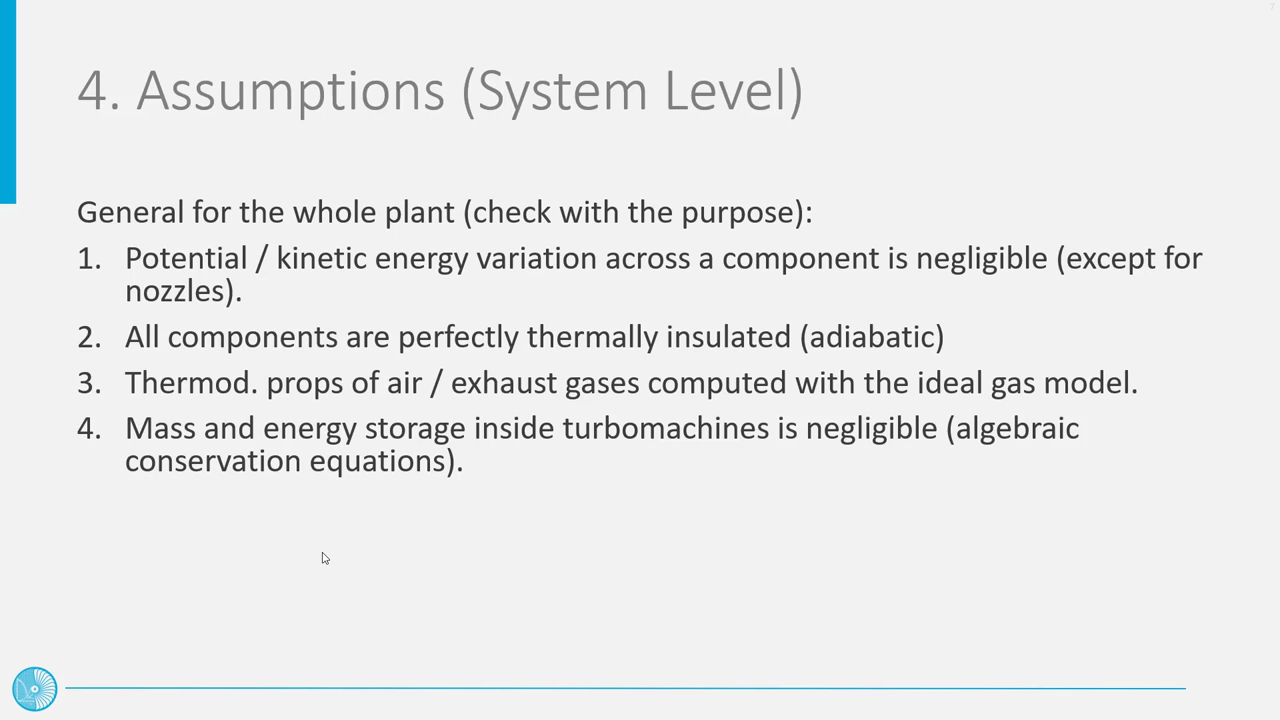 7
4. Assumptions (System Level)
General for the whole plant (check with the purpose):
1. Potential / kinetic energy variation across a component is negligible (except for
nozzles).
2. All components are perfectly thermally insulated (adiabatic)
3. Thermod. props of air / exhaust gases computed with the ideal gas model.
4. Mass and energy storage inside turbomachines is negligible (algebraic
conservation equations).